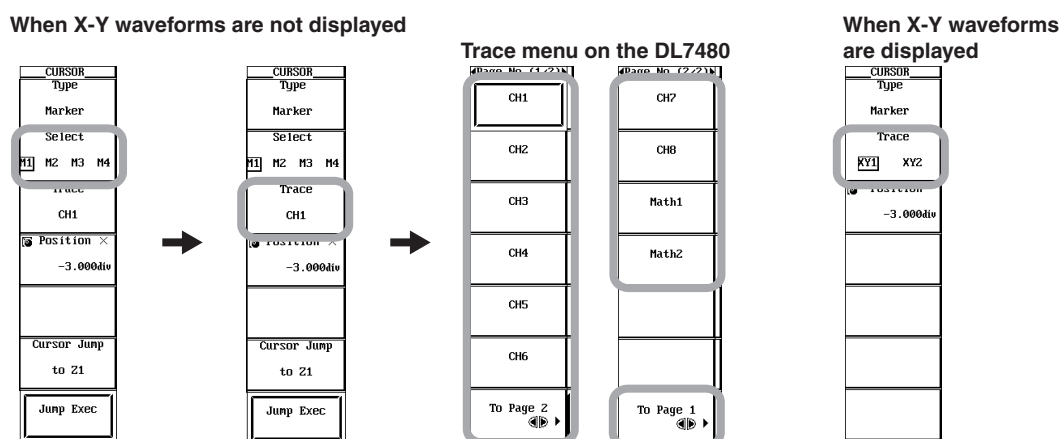 When X-Y waveforms are not displayed
CURSOR
Type
Marker
Select
M1 M2 M3 M4
Trace
CH1
Position
-3.000div
Cursor Jump
to Z1
Jump Exec
CURSOR
Type
Marker
Select
M1 M2 M3 M4
Trace
CH1
Position
-3.000div
Cursor Jump
to Z1
Jump Exec
Trace menu on the DL7480
Page No.(1/2)
CH1
CH2
CH3
CH4
CH5
CH6
To Page 2
Page No.(2/2)
CH7
CH8
Math1
Math2
To Page 1
When X-Y waveforms
are displayed
CURSOR
Type
Marker
Trace
XY1 XY2
Position
-3.000div